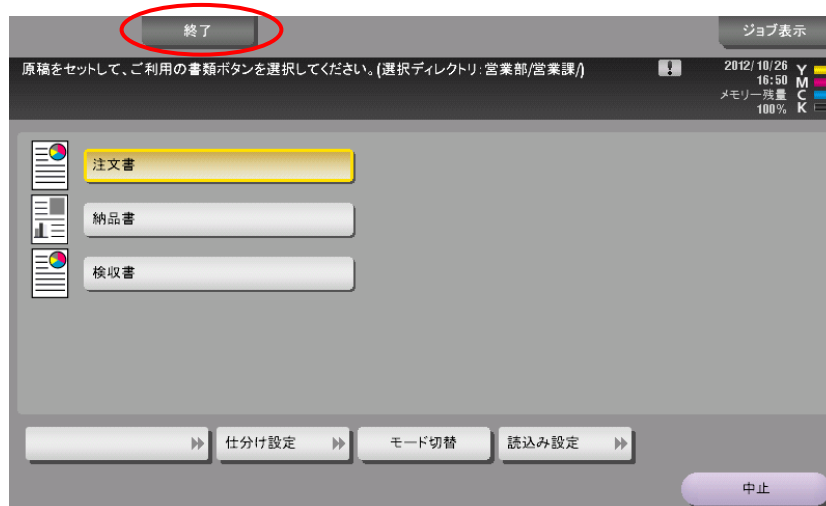 終了
ジョブ表示
原稿をセットして、ご利用の書類ボタンを選択してください。(選択ディレクトリ:営業部/営業課/)
!
2012/10/26
16:50
メモリー残量
100%
Y
M
C
K
注文書
納品書
検収書
仕分け設定
モード切替
読込み設定
中止